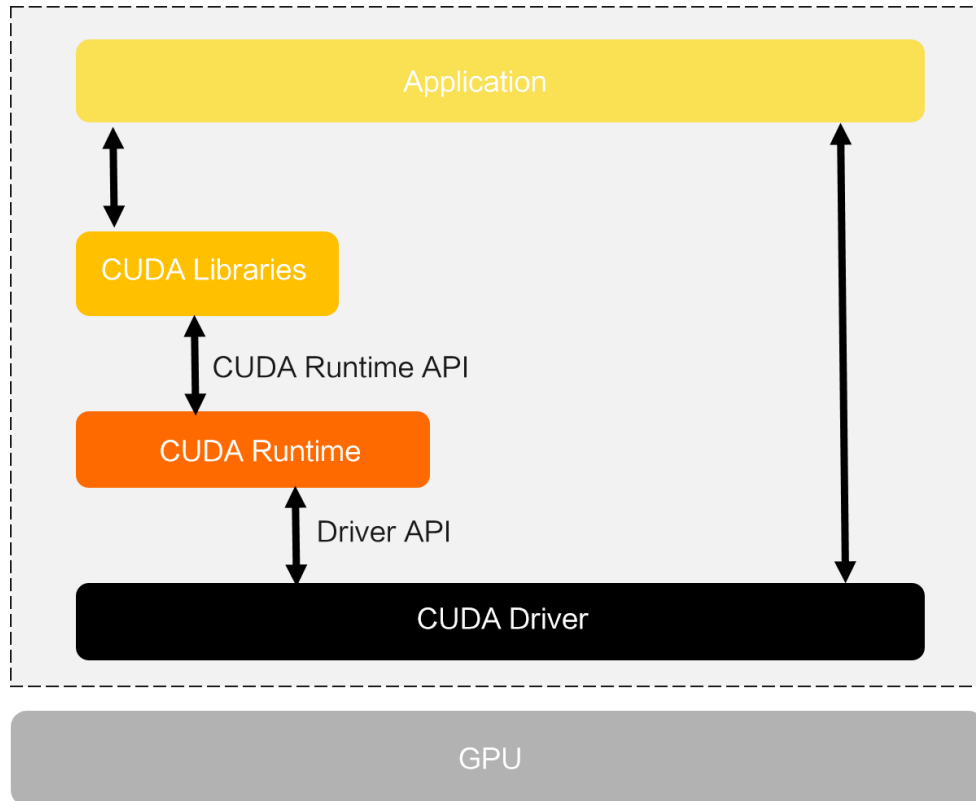 Application
CUDA Libraries
CUDA Runtime API
CUDA Runtime
Driver API
CUDA Driver
GPU